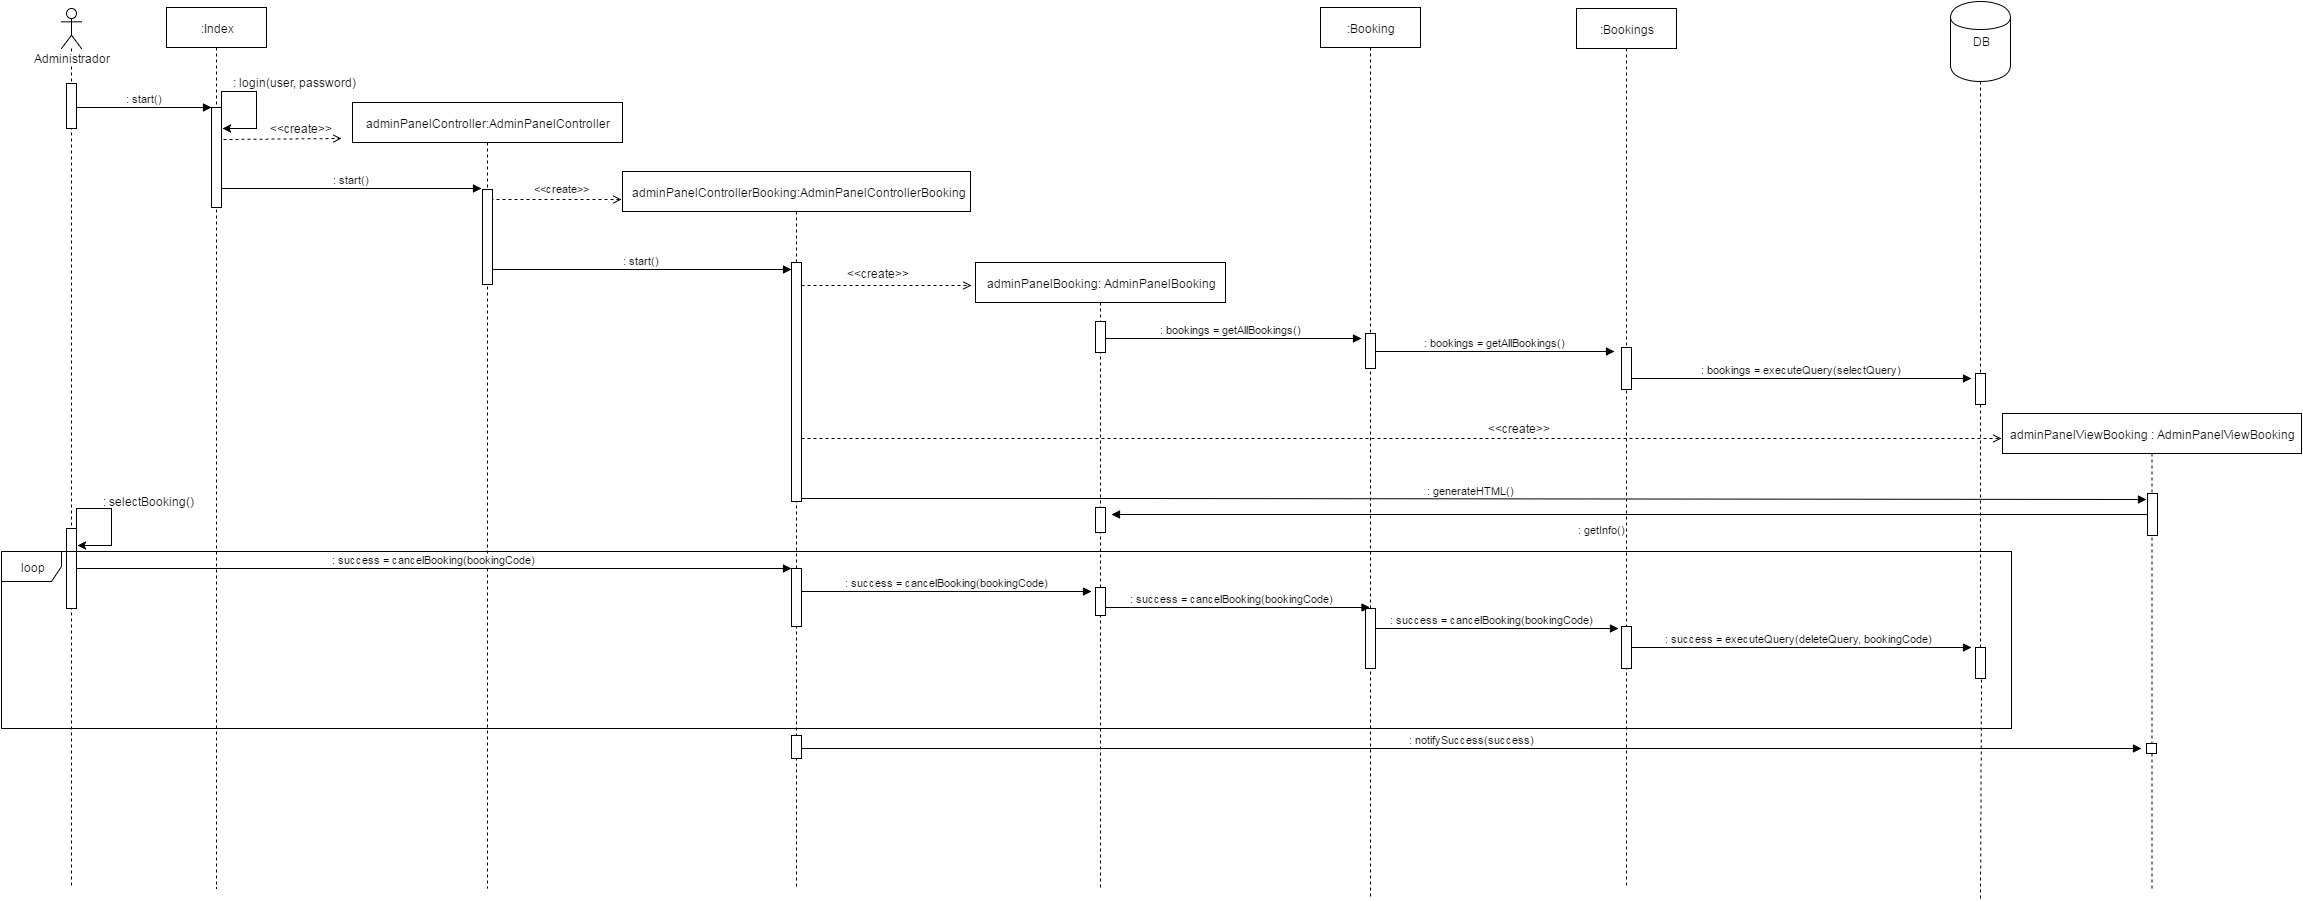 Administrador
:Index
:Booking
:Bookings
DB
: login(user, password)
: start()
<<create>>
adminPanelController:AdminPanelController
: start()
<<create>>
adminPanelControllerBooking:AdminPanelControllerBooking
: start()
<<create>>
adminPanelBooking: AdminPanelBooking
: bookings = getAllBookings()
: bookings = getAllBookings()
: bookings = executeQuery(selectQuery)
<<create>>
adminPanelViewBooking : AdminPanelViewBooking
: generateHTML()
: selectBooking()
: getInfo()
loop
: success = cancelBooking(bookingCode)
: success = cancelBooking(bookingCode)
: success = cancelBooking(bookingCode)
: success = cancelBooking(bookingCode)
: success = executeQuery(deleteQuery, bookingCode)
: notifySuccess(success)